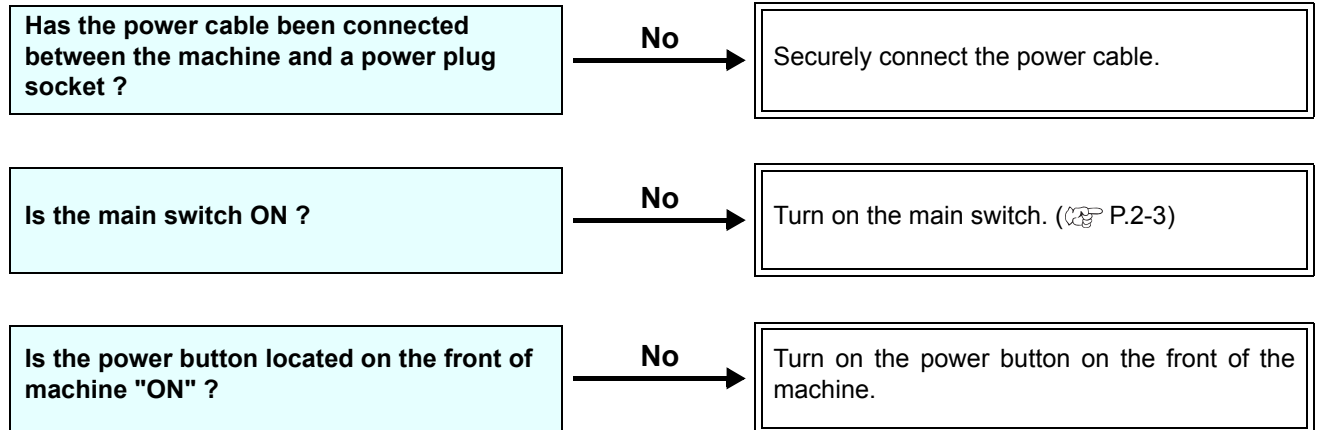 Has the power cable been connected
between the machine and a power plug
socket ?
No
Securely connect the power cable.
Is the main switch ON ?
No
Turn on the main switch. ( P.2-3)
Is the power button located on the front of
machine "ON" ?
No
Turn on the power button on the front of the
machine.